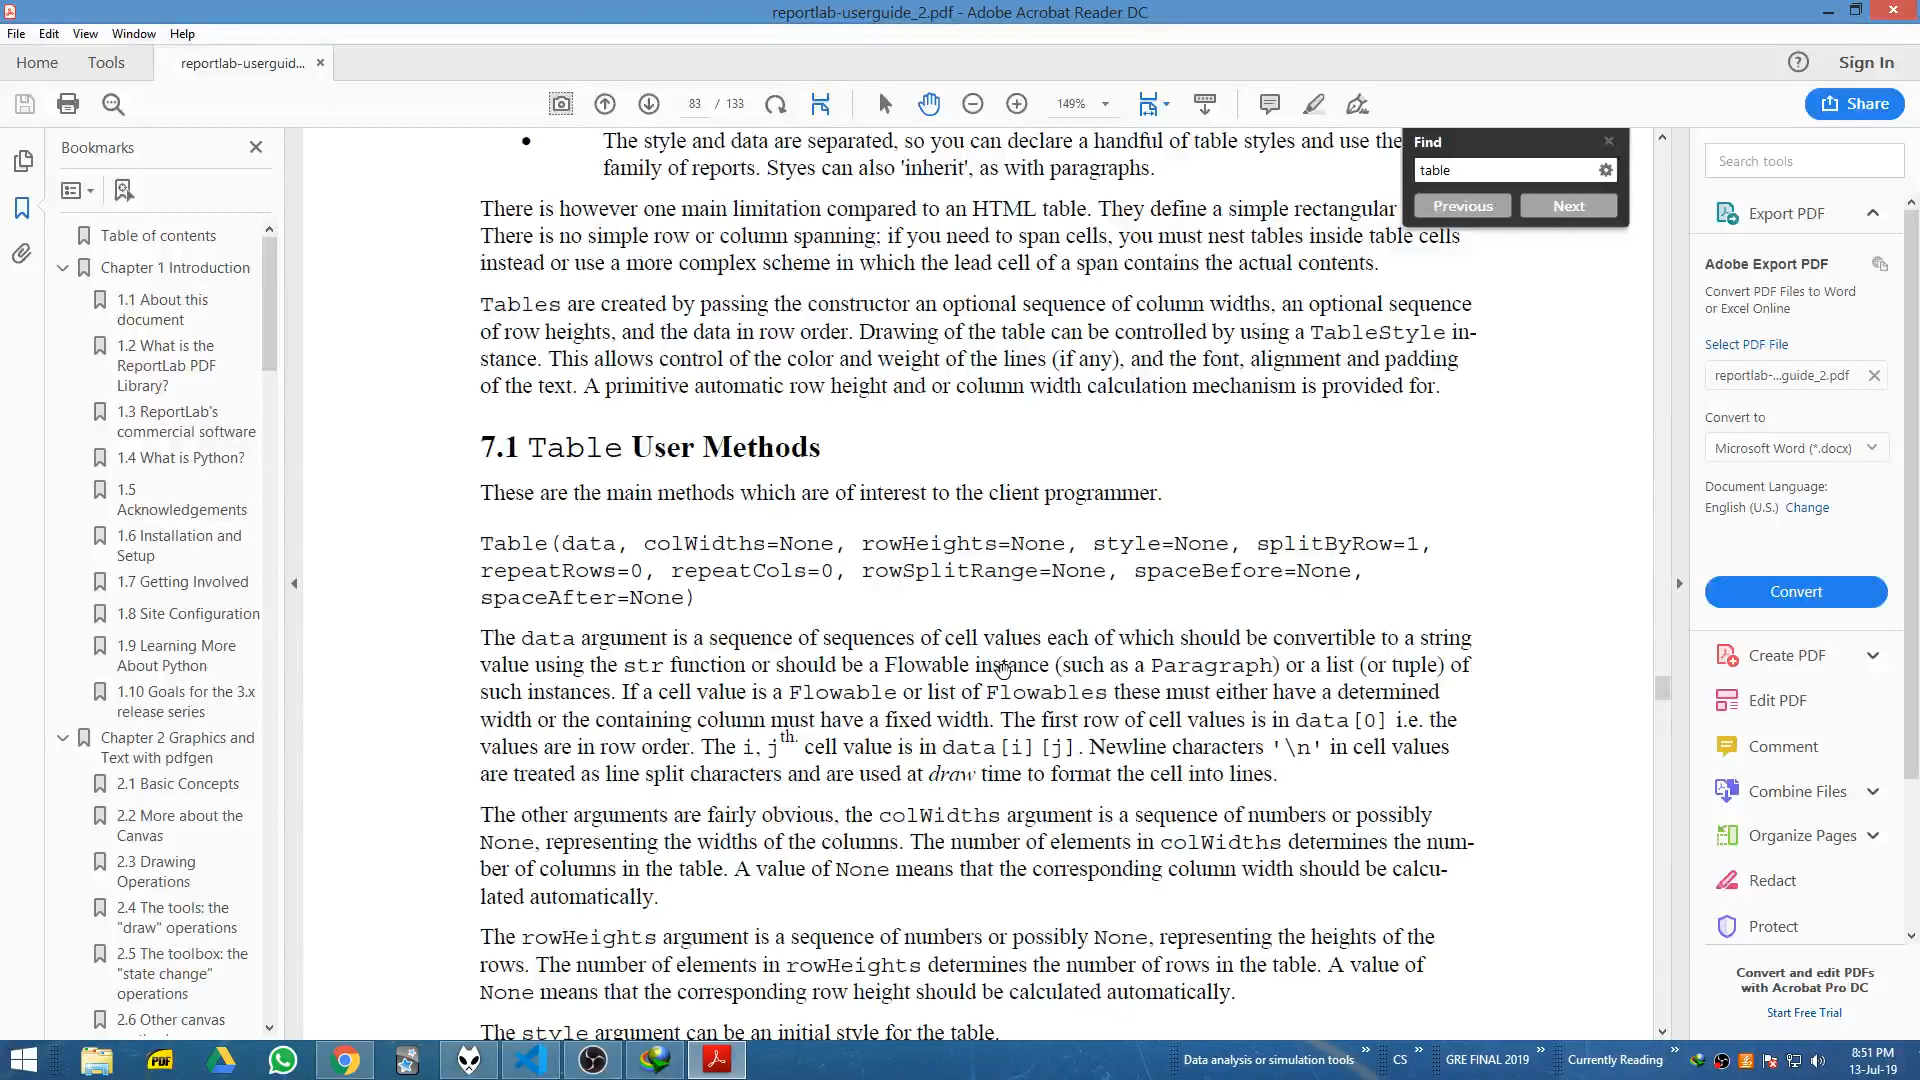 reportlab-userguide_2.pdf - Adobe Acrobat Reader DC
File Edit View Window Help
Home Tools reportlab-userguid... × Sign In
83 / 133 149% Share
Bookmarks
Table of contents
Chapter 1 Introduction
1.1 About this
document
1.2 What is the
ReportLab PDF
Library?
1.3 ReportLab's
commercial software
1.4 What is Python?
1.5
Acknowledgements
1.6 Installation and
Setup
1.7 Getting Involved
1.8 Site Configuration
1.9 Learning More
About Python
1.10 Goals for the 3.x
release series
Chapter 2 Graphics and
Text with pdfgen
2.1 Basic Concepts
2.2 More about the
Canvas
2.3 Drawing
Operations
2.4 The tools: the
"draw" operations
2.5 The toolbox: the
"state change"
operations
2.6 Other canvas
• The style and data are separated, so you can declare a handful of table styles and use the
family of reports. Styes can also 'inherit', as with paragraphs.
There is however one main limitation compared to an HTML table. They define a simple rectangular
There is no simple row or column spanning; if you need to span cells, you must nest tables inside table cells
instead or use a more complex scheme in which the lead cell of a span contains the actual contents.
Tables are created by passing the constructor an optional sequence of column widths, an optional sequence
of row heights, and the data in row order. Drawing of the table can be controlled by using a TableStyle in-
stance. This allows control of the color and weight of the lines (if any), and the font, alignment and padding
of the text. A primitive automatic row height and or column width calculation mechanism is provided for.
7.1 Table User Methods
These are the main methods which are of interest to the client programmer.
Table(data, colWidths=None, rowHeights=None, style=None, splitByRow=1,
repeatRows=0, repeatCols=0, rowSplitRange=None, spaceBefore=None,
spaceAfter=None)
The data argument is a sequence of sequences of cell values each of which should be convertible to a string
value using the str function or should be a Flowable instance (such as a Paragraph) or a list (or tuple) of
such instances. If a cell value is a Flowable or list of Flowables these must either have a determined
width or the containing column must have a fixed width. The first row of cell values is in data[0] i.e. the
values are in row order. The i, jth. cell value is in data[i][j]. Newline characters '\n' in cell values
are treated as line split characters and are used at draw time to format the cell into lines.
The other arguments are fairly obvious, the colWidths argument is a sequence of numbers or possibly
None, representing the widths of the columns. The number of elements in colWidths determines the num-
ber of columns in the table. A value of None means that the corresponding column width should be calcu-
lated automatically.
The rowHeights argument is a sequence of numbers or possibly None, representing the heights of the
rows. The number of elements in rowHeights determines the number of rows in the table. A value of
None means that the corresponding row height should be calculated automatically.
The style argument can be an initial style for the table.
Find
table
Previous Next
Search tools
Export PDF
Adobe Export PDF
Convert PDF Files to Word
or Excel Online
Select PDF File
reportlab-...guide_2.pdf
Convert to
Microsoft Word (*.docx)
Document Language:
English (U.S.) Change
Convert
Create PDF
Edit PDF
Comment
Combine Files
Organize Pages
Redact
Protect
Convert and edit PDFs
with Acrobat Pro DC
Start Free Trial
PDF
Data analysis or simulation tools CS GRE FINAL 2019 Currently Reading
8:51 PM
13-Jul-19